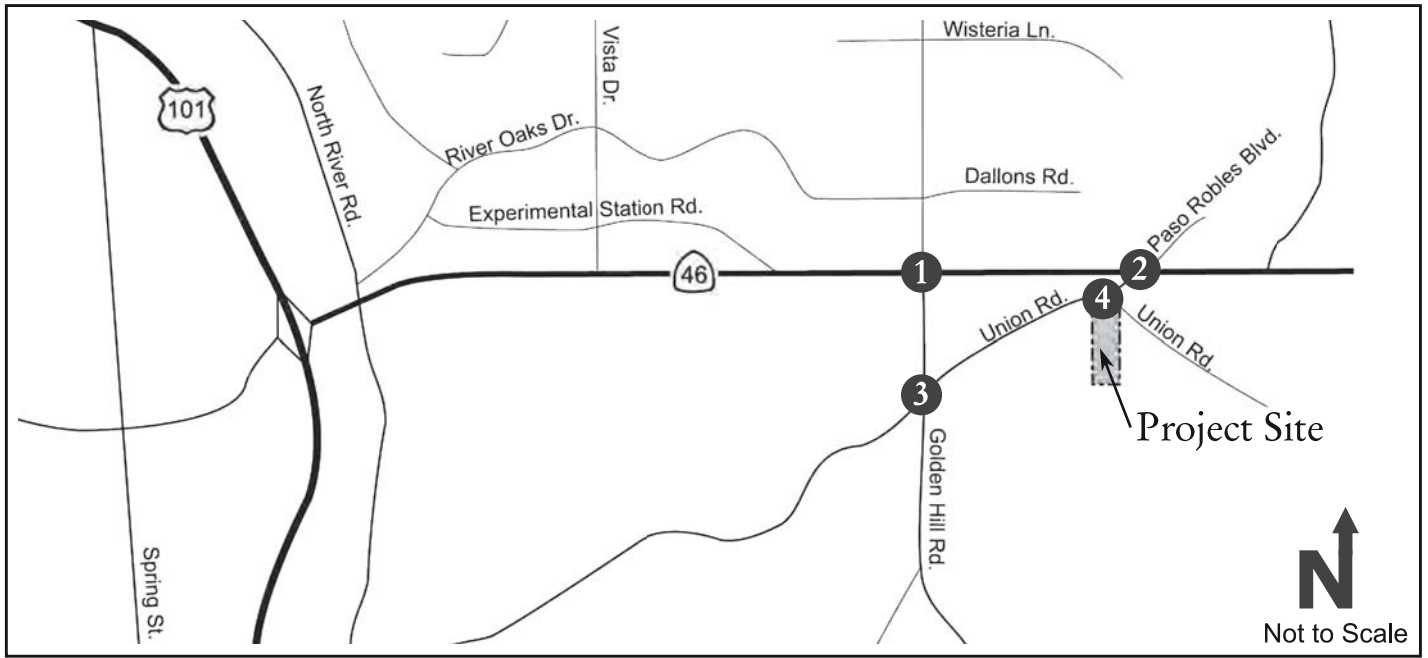 Wisteria Ln.
Vista Dr.
101
North River Rd.
River Oaks Dr.
Paso Robles Blvd.
Dallons Rd.
Experimental Station Rd.
46
1
2
4
Union Rd.
Union Rd.
3
Project Site
Golden Hill Rd.
Spring St.
N
Not to Scale